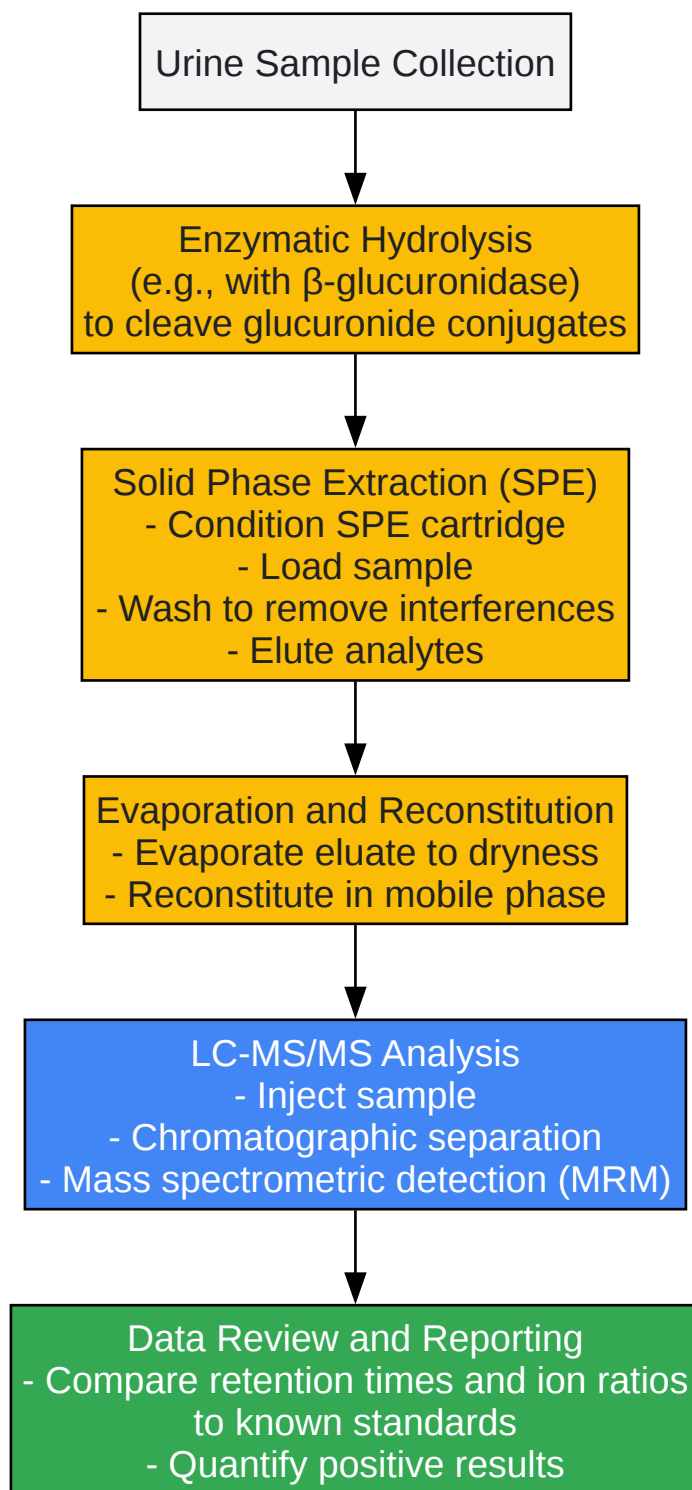 Urine Sample Collection
Enzymatic Hydrolysis
(e.g., with β-glucuronidase)
to cleave glucuronide conjugates
Solid Phase Extraction (SPE)
- Condition SPE cartridge
- Load sample
- Wash to remove interferences
- Elute analytes
Evaporation and Reconstitution
- Evaporate eluate to dryness
- Reconstitute in mobile phase
LC-MS/MS Analysis
- Inject sample
- Chromatographic separation
- Mass spectrometric detection (MRM)
Data Review and Reporting
- Compare retention times and ion ratios
to known standards
- Quantify positive results